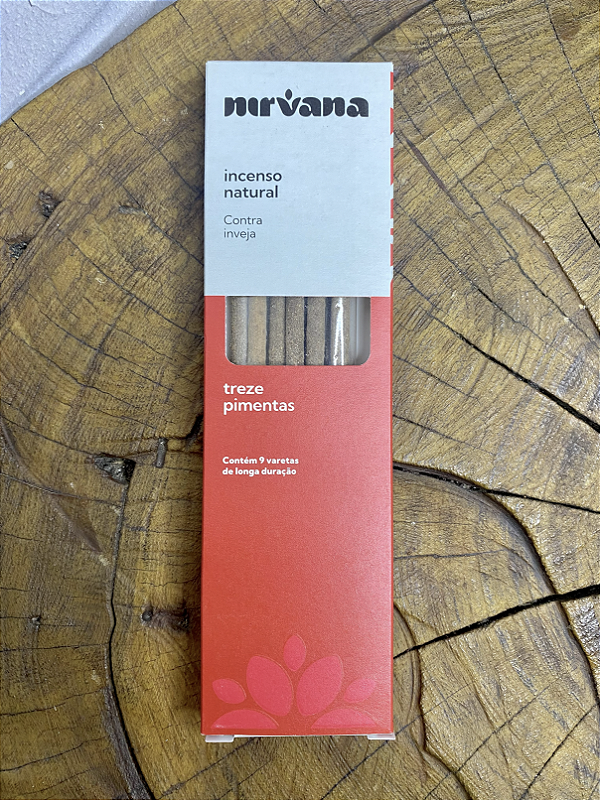 nirvana
incenso
natural
Contra
inveja
treze
pimentas
Contém 9 varetas
de longa duração